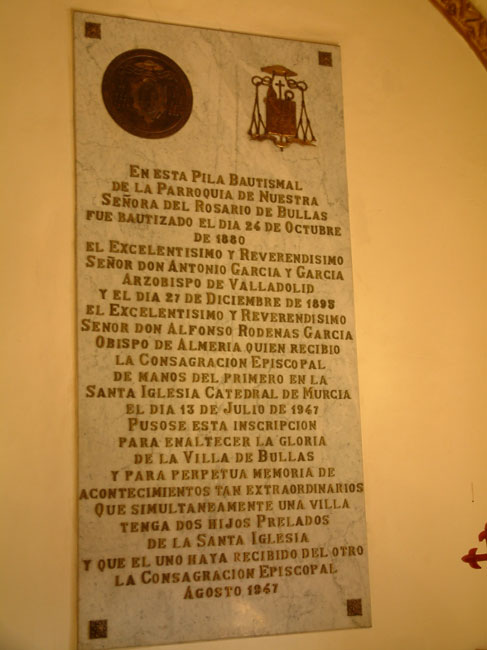 EN ESTA PILA BAUTISMAL
DE LA PARROQUIA DE NUESTRA
SEÑORA DEL ROSARIO DE BULLAS
FUE BAUTIZADO EL DIA 26 DE OCTUBRE
DE 1880
EL EXCELENTISIMO Y REVERENDISIMO
SEÑOR DON ANTONIO GARCIA Y GARCIA
ARZOBISPO DE VALLADOLID
Y EL DIA 27 DE DICIEMBRE DE 1895
EL EXCELENTISIMO Y REVERENDISIMO
SEÑOR DON ALFONSO RODENAS GARCIA
OBISPO DE ALMERIA QUIEN RECIBIO
LA CONSAGRACION EPISCOPAL
DE MANOS DEL PRIMERO EN LA
SANTA IGLESIA CATEDRAL DE MURCIA
EL DIA 13 DE JULIO DE 1947
PUSOSE ESTA INSCRIPCION
PARA ENALTECER LA GLORIA
DE LA VILLA DE BULLAS
Y PARA PERPETUA MEMORIA DE
ACONTECIMIENTOS TAN EXTRAORDINARIOS
QUE SIMULTANEAMENTE UNA VILLA
TENGA DOS HIJOS PRELADOS
DE LA SANTA IGLESIA
Y QUE EL UNO HAYA RECIBIDO DEL OTRO
LA CONSAGRACION EPISCOPAL
AGOSTO 1947